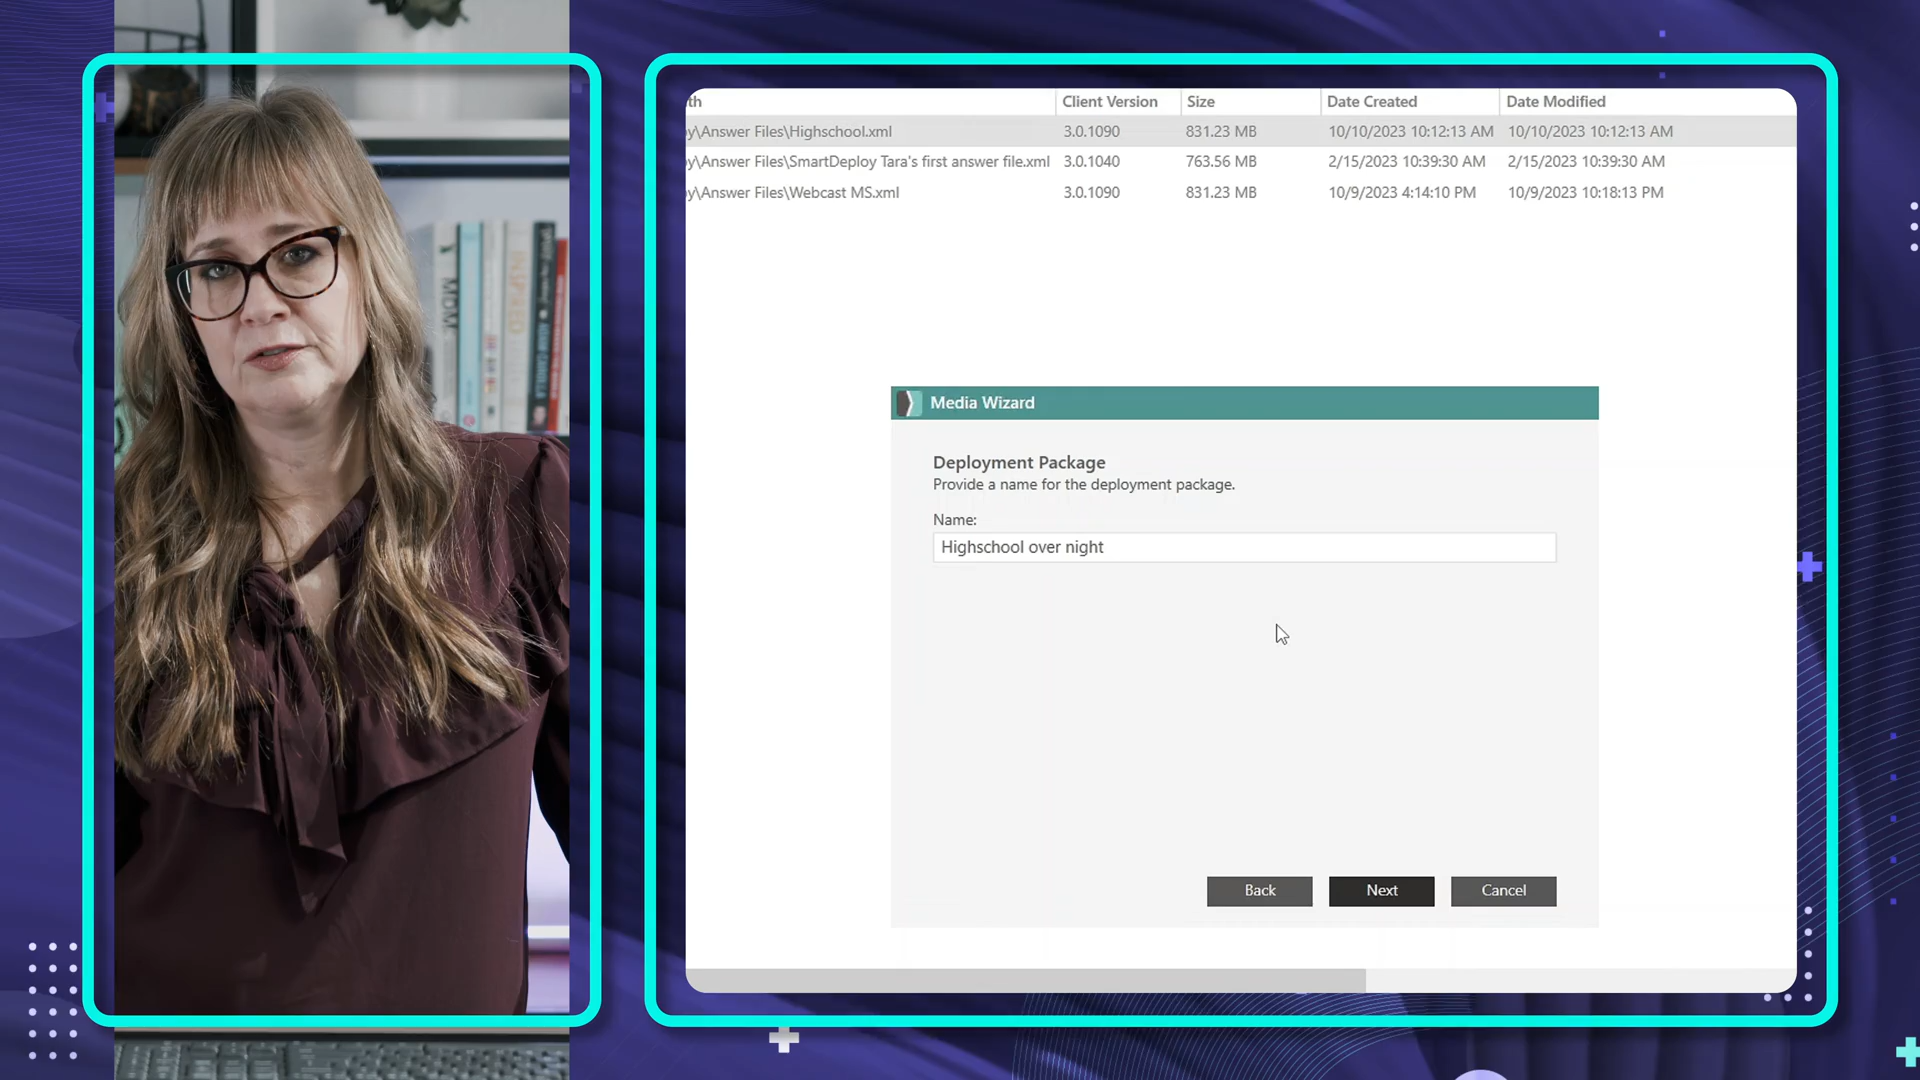 th Client Version Size Date Created Date Modified
y\Answer Files\Highschool.xml 3.0.1090 831.23 MB 10/10/2023 10:12:13 AM 10/10/2023 10:12:13 AM
y\Answer Files\SmartDeploy Tara's first answer file.xml 3.0.1040 763.56 MB 2/15/2023 10:39:30 AM 2/15/2023 10:39:30 AM
y\Answer Files\Webcast MS.xml 3.0.1090 831.23 MB 10/9/2023 4:14:10 PM 10/9/2023 10:18:13 PM
Media Wizard
Deployment Package
Provide a name for the deployment package.
Name:
Highschool over night
Back Next Cancel
INSPIRED